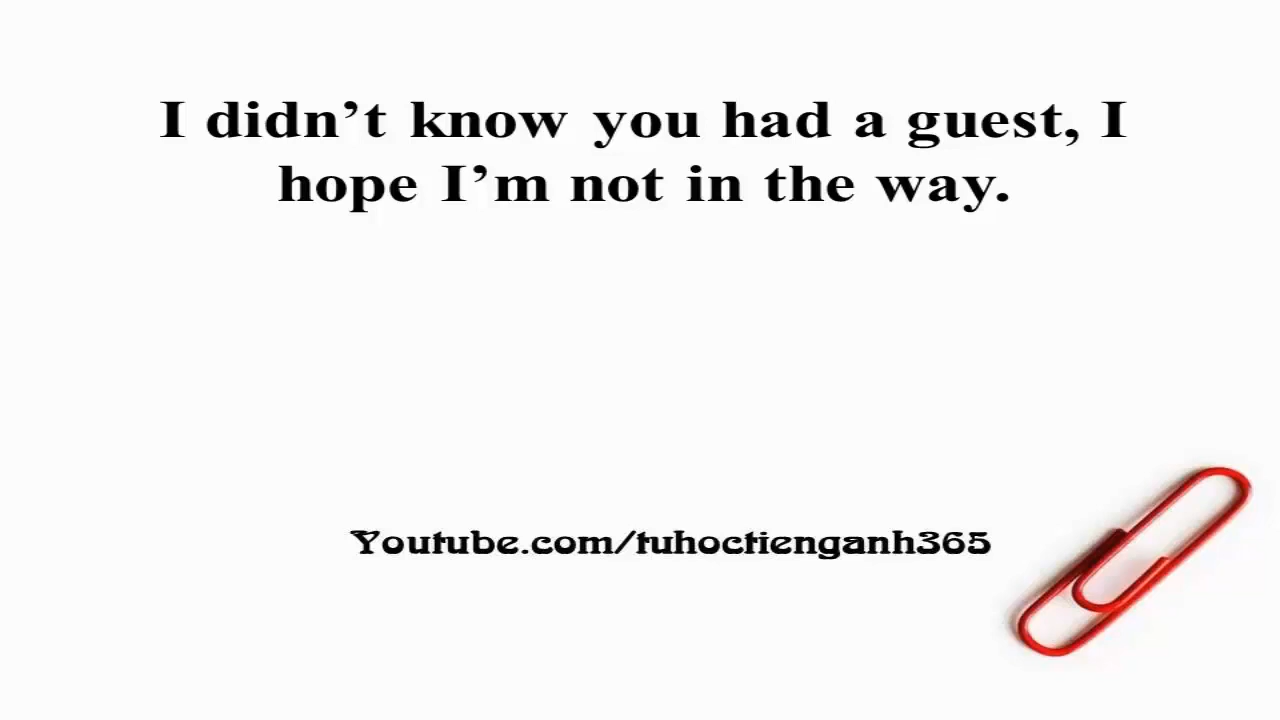 I didn’t know you had a guest, I
hope I’m not in the way.
Youtube.com/tuhoctienganh365